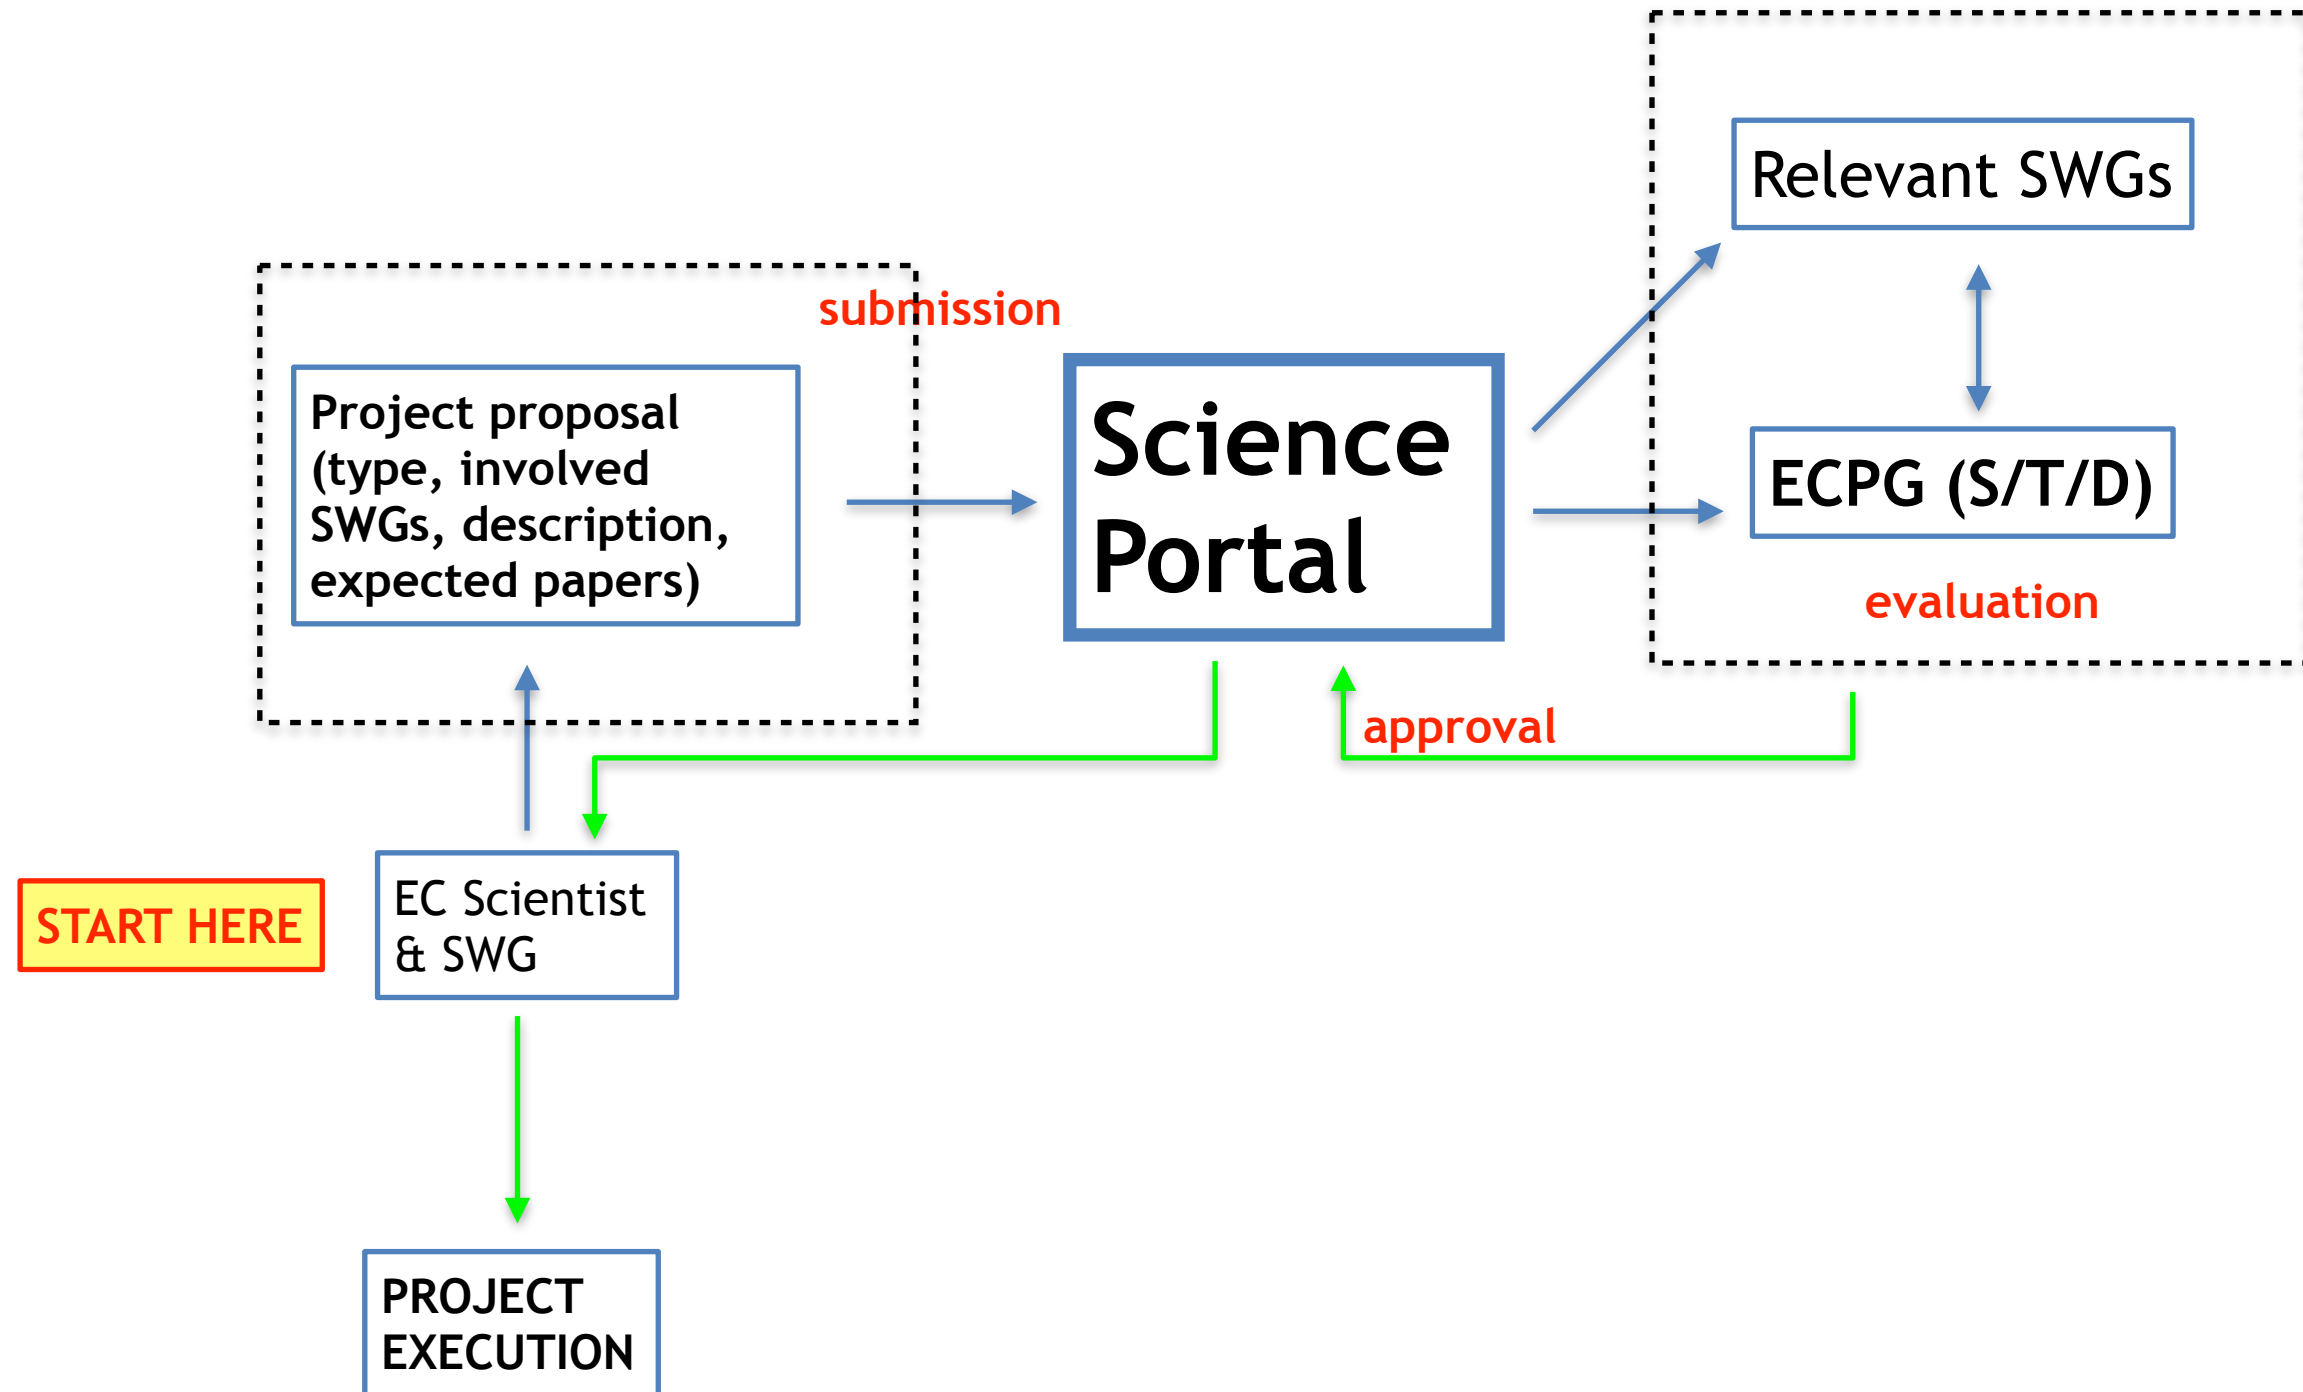 Relevant SWGs
submission
Project proposal
(type, involved
SWGs, description,
expected papers)
Science
Portal
ECPG (S/T/D)
evaluation
approval
START HERE
EC Scientist
& SWG
PROJECT
EXECUTION